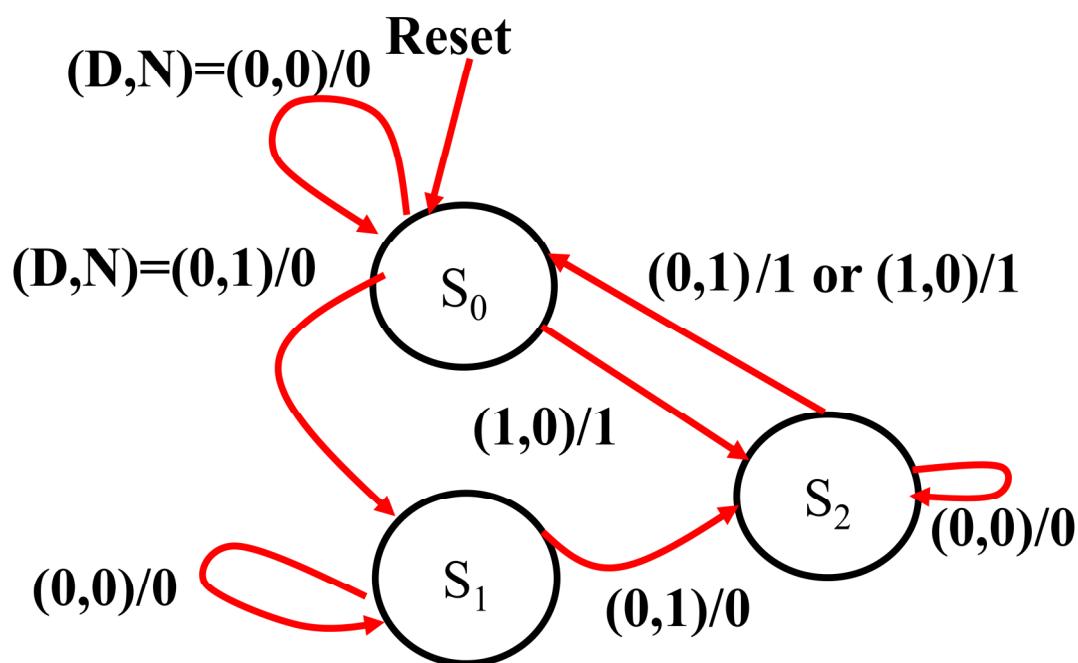 Reset
(D,N)=(0,0)/0
(D,N)=(0,1)/0
S0
(0,1)/1 or (1,0)/1
(1,0)/1
S2
(0,0)/0
(0,0)/0
S1
(0,1)/0